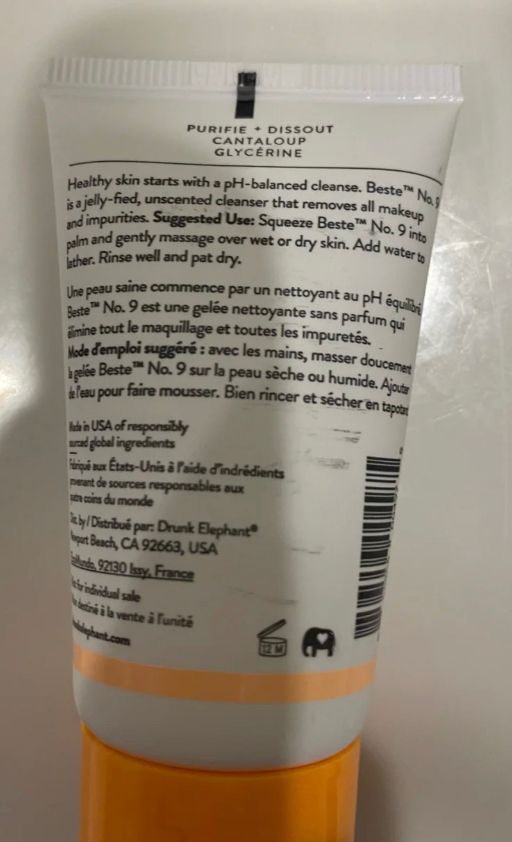 PURIFIE + DISSOUT
CANTALOUP
GLYCÉRINE
Healthy skin starts with a pH-balanced cleanse. Beste™ No. 9
is a jelly-fied, unscented cleanser that removes all makeup
and impurities. Suggested Use: Squeeze Beste™ No. 9 into
palm and gently massage over wet or dry skin. Add water to
lather. Rinse well and pat dry.
Une peau saine commence par un nettoyant au pH équilibré.
Beste™ No. 9 est une gelée nettoyante sans parfum qui
élimine tout le maquillage et toutes les impuretés.
Mode d'emploi suggéré : avec les mains, masser doucement
la gelée Beste™ No. 9 sur la peau sèche ou humide. Ajouter
de l'eau pour faire mousser. Bien rincer et sécher en tapotant
Made in USA of responsibly
sourced global ingredients
Fabriqué aux États-Unis à l'aide d'indrédients
provenant de sources responsables aux
quatre coins du monde
by / Distribué par: Drunk Elephant®
Newport Beach, CA 92663, USA
92130 Issy, France
for individual sale
destiné à la vente à l'unité
elephant.com
12 M